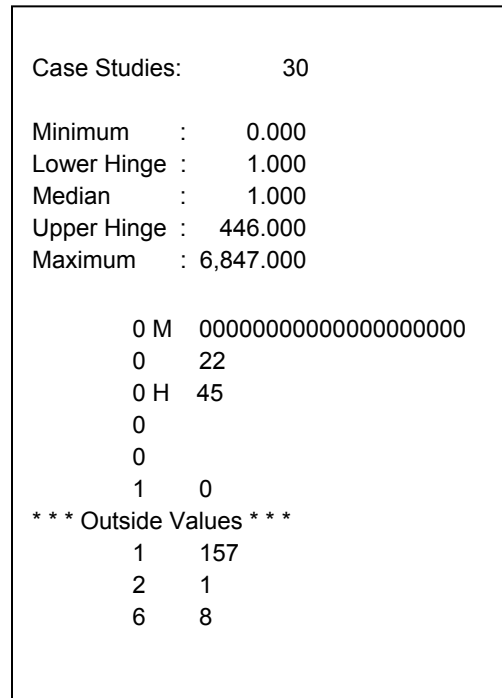 Case Studies: 30
Minimum : 0.000
Lower Hinge : 1.000
Median : 1.000
Upper Hinge : 446.000
Maximum : 6,847.000
0 M 00000000000000000000
0 22
0 H 45
0
0
1 0
* * * Outside Values * * *
1 157
2 1
6 8